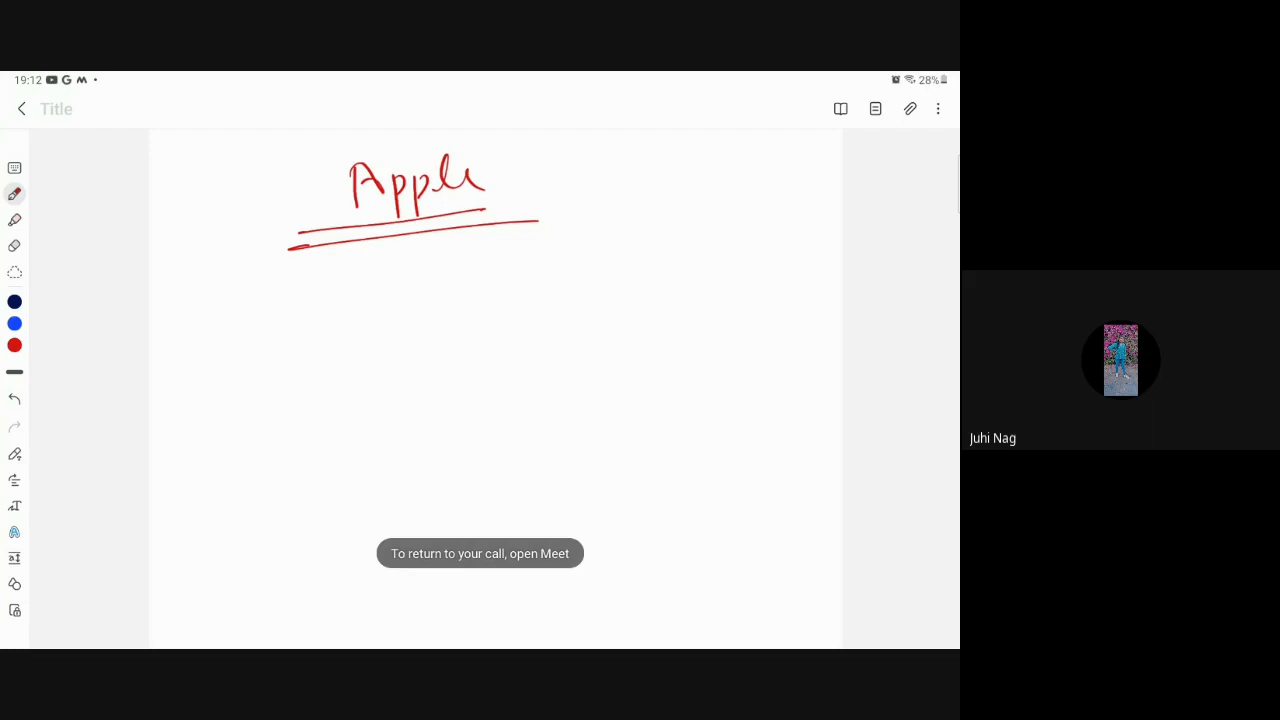 19:12 G M 28%
Title
Apple
To return to your call, open Meet
Juhi Nag